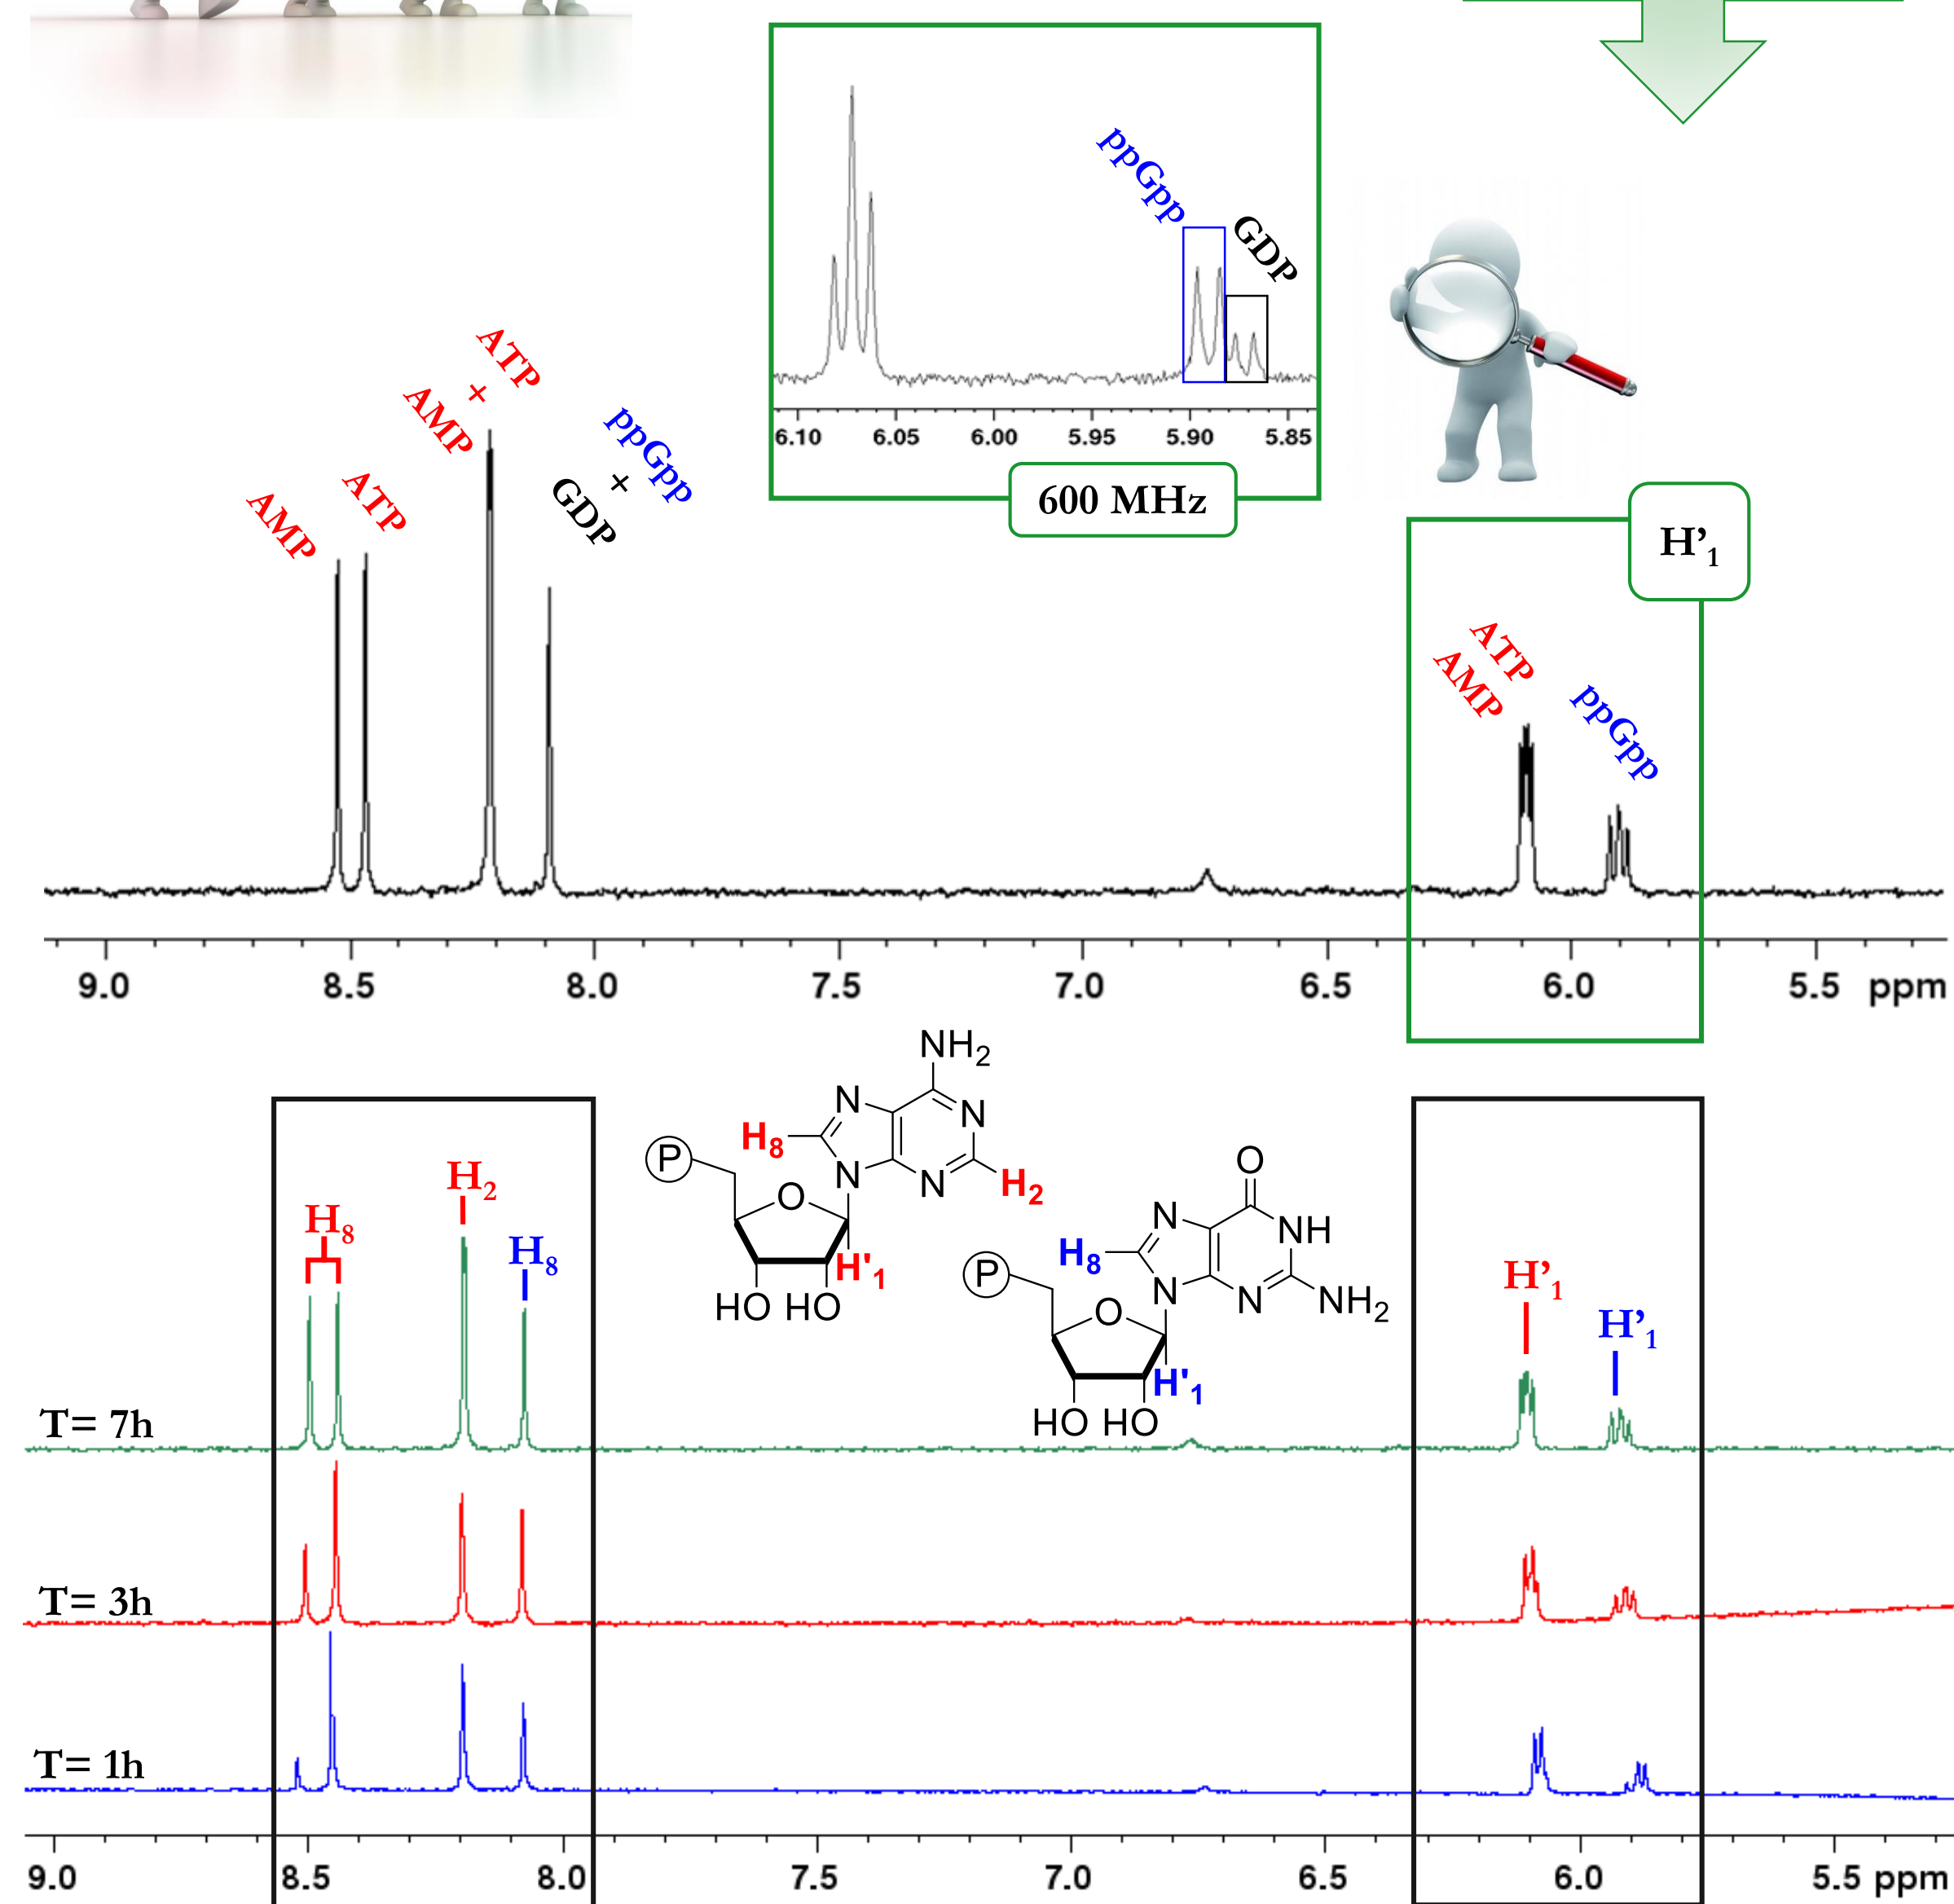 ppGpp
GDP
6.10 6.05 6.00 5.95 5.90 5.85
600 MHz
AMP
ATP
AMP + ATP
GDP + ppGpp
H’1
AMP ATP
ppGpp
9.0 8.5 8.0 7.5 7.0 6.5 6.0 5.5 ppm
NH2
N
N
H8
P
N
N
H2
O
H'1
HO HO
O
N
NH
H8
P
N
N
NH2
O
H'1
HO HO
H8
H2
H8
H’1
H’1
T= 7h
T= 3h
T= 1h
9.0 8.5 8.0 7.5 7.0 6.5 6.0 5.5 ppm